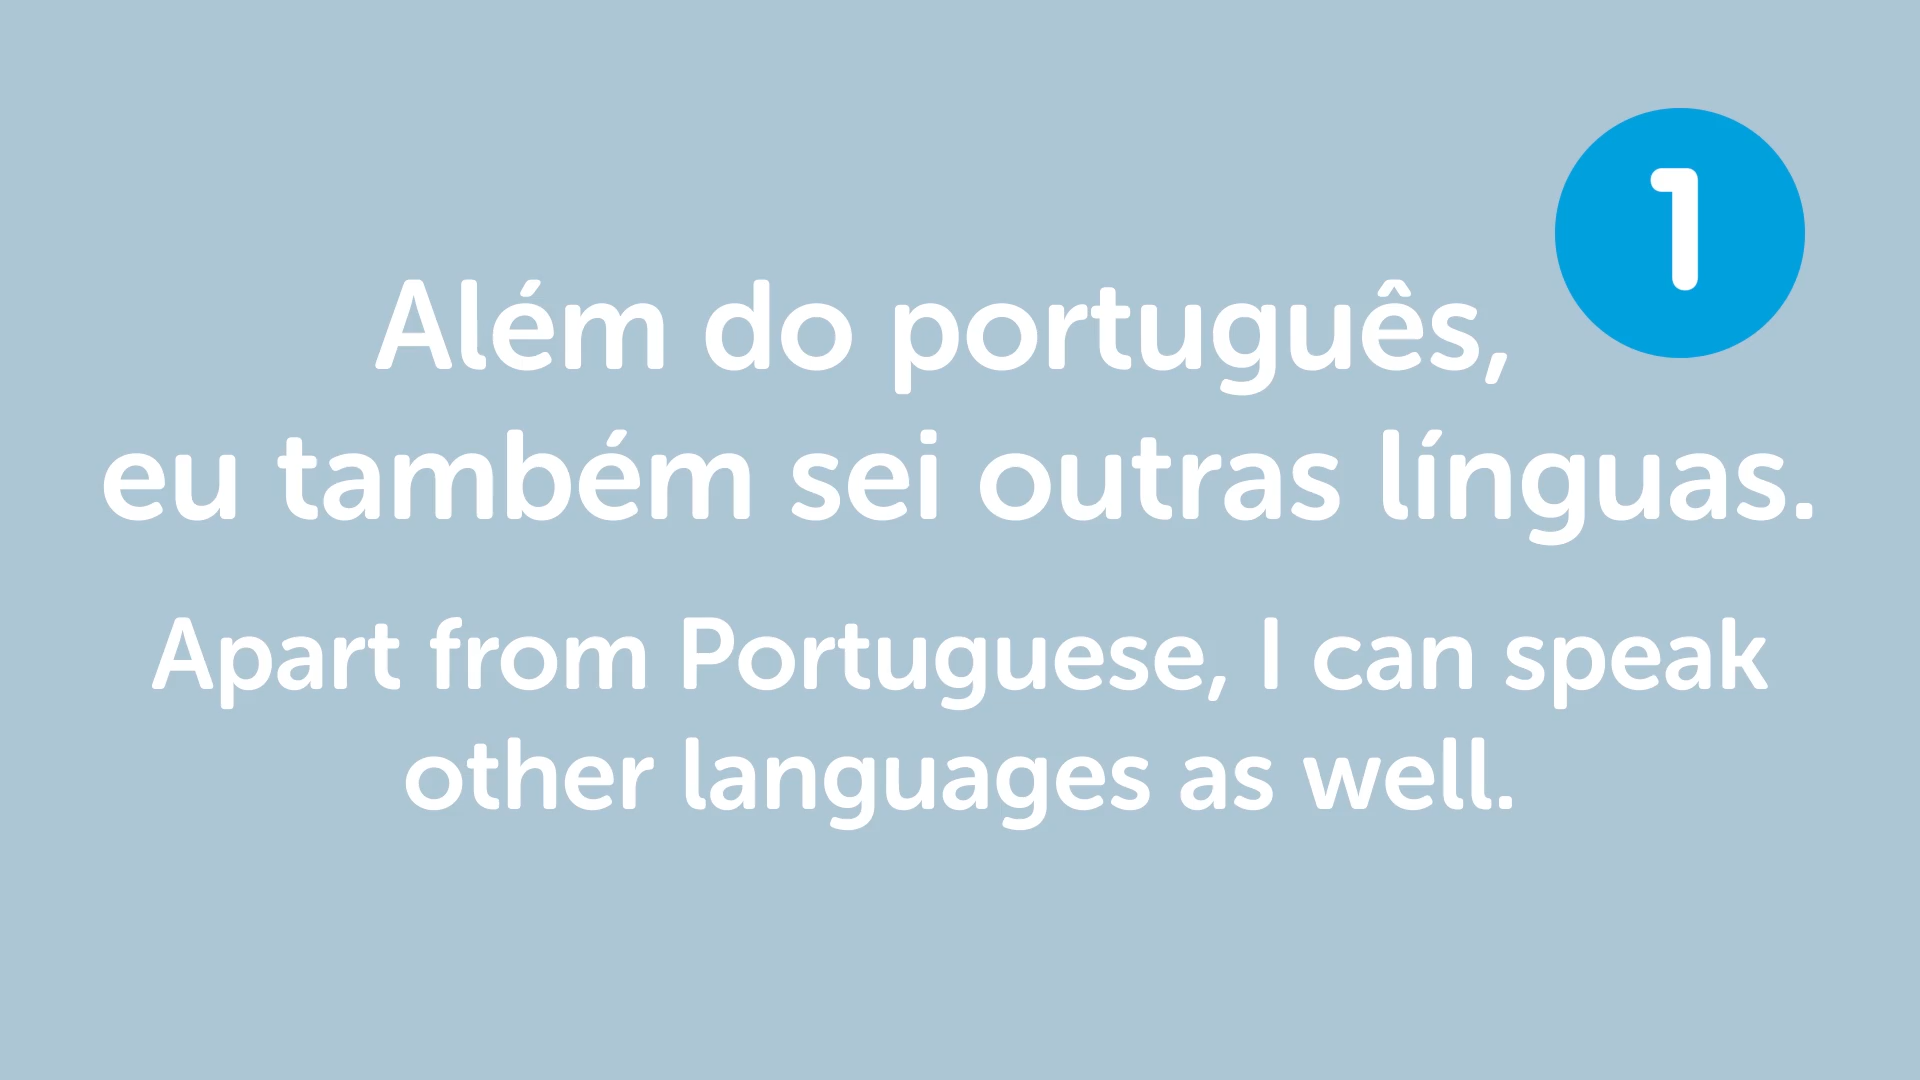 1
Além do português,
eu também sei outras línguas.
Apart from Portuguese, I can speak
other languages as well.